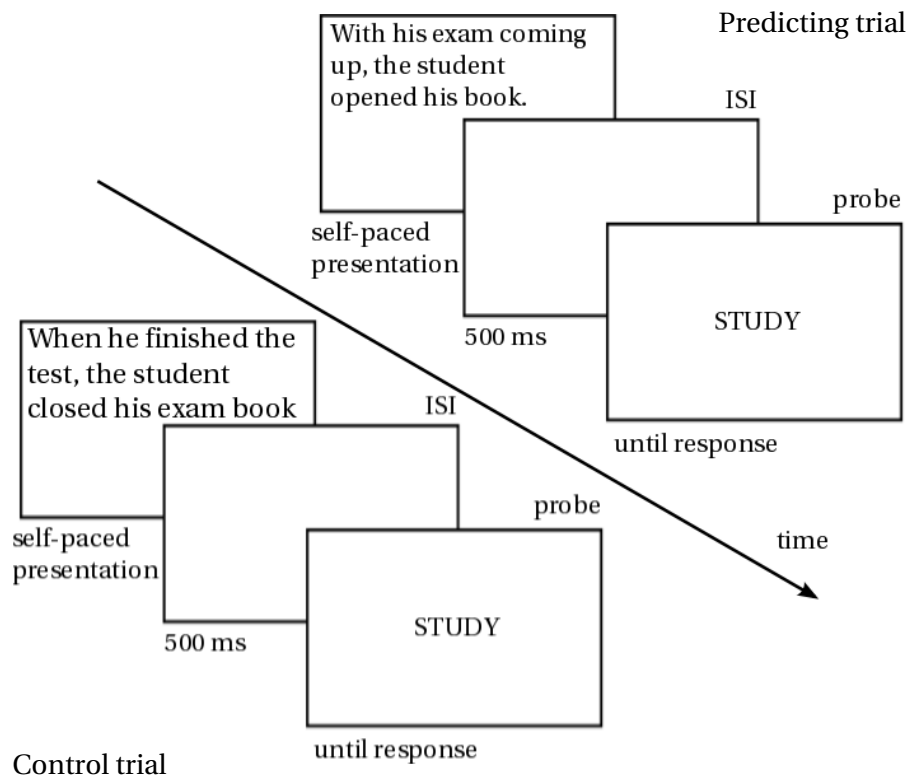 Predicting trial
With his exam coming
up, the student
opened his book.
ISI
probe
self-paced
presentation
500 ms
STUDY
until response
When he finished the
test, the student
closed his exam book
ISI
probe
self-paced
presentation
500 ms
STUDY
until response
time
Control trial